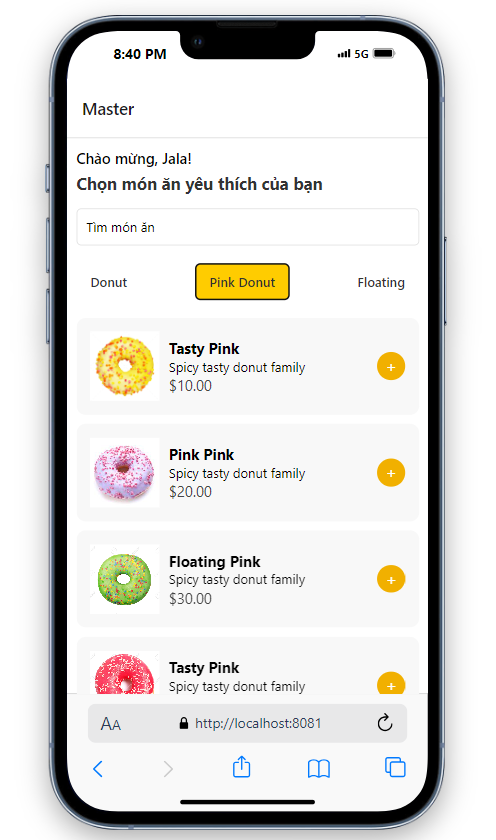 8:40 PM
5G
Master
Chào mừng, Jala!
Chọn món ăn yêu thích của bạn
Tìm món ăn
Donut
Pink Donut
Floating
Tasty Pink
Spicy tasty donut family
$10.00
+
Pink Pink
Spicy tasty donut family
$20.00
+
Floating Pink
Spicy tasty donut family
$30.00
+
Tasty Pink
Spicy tasty donut family
+
AA
http://localhost:8081